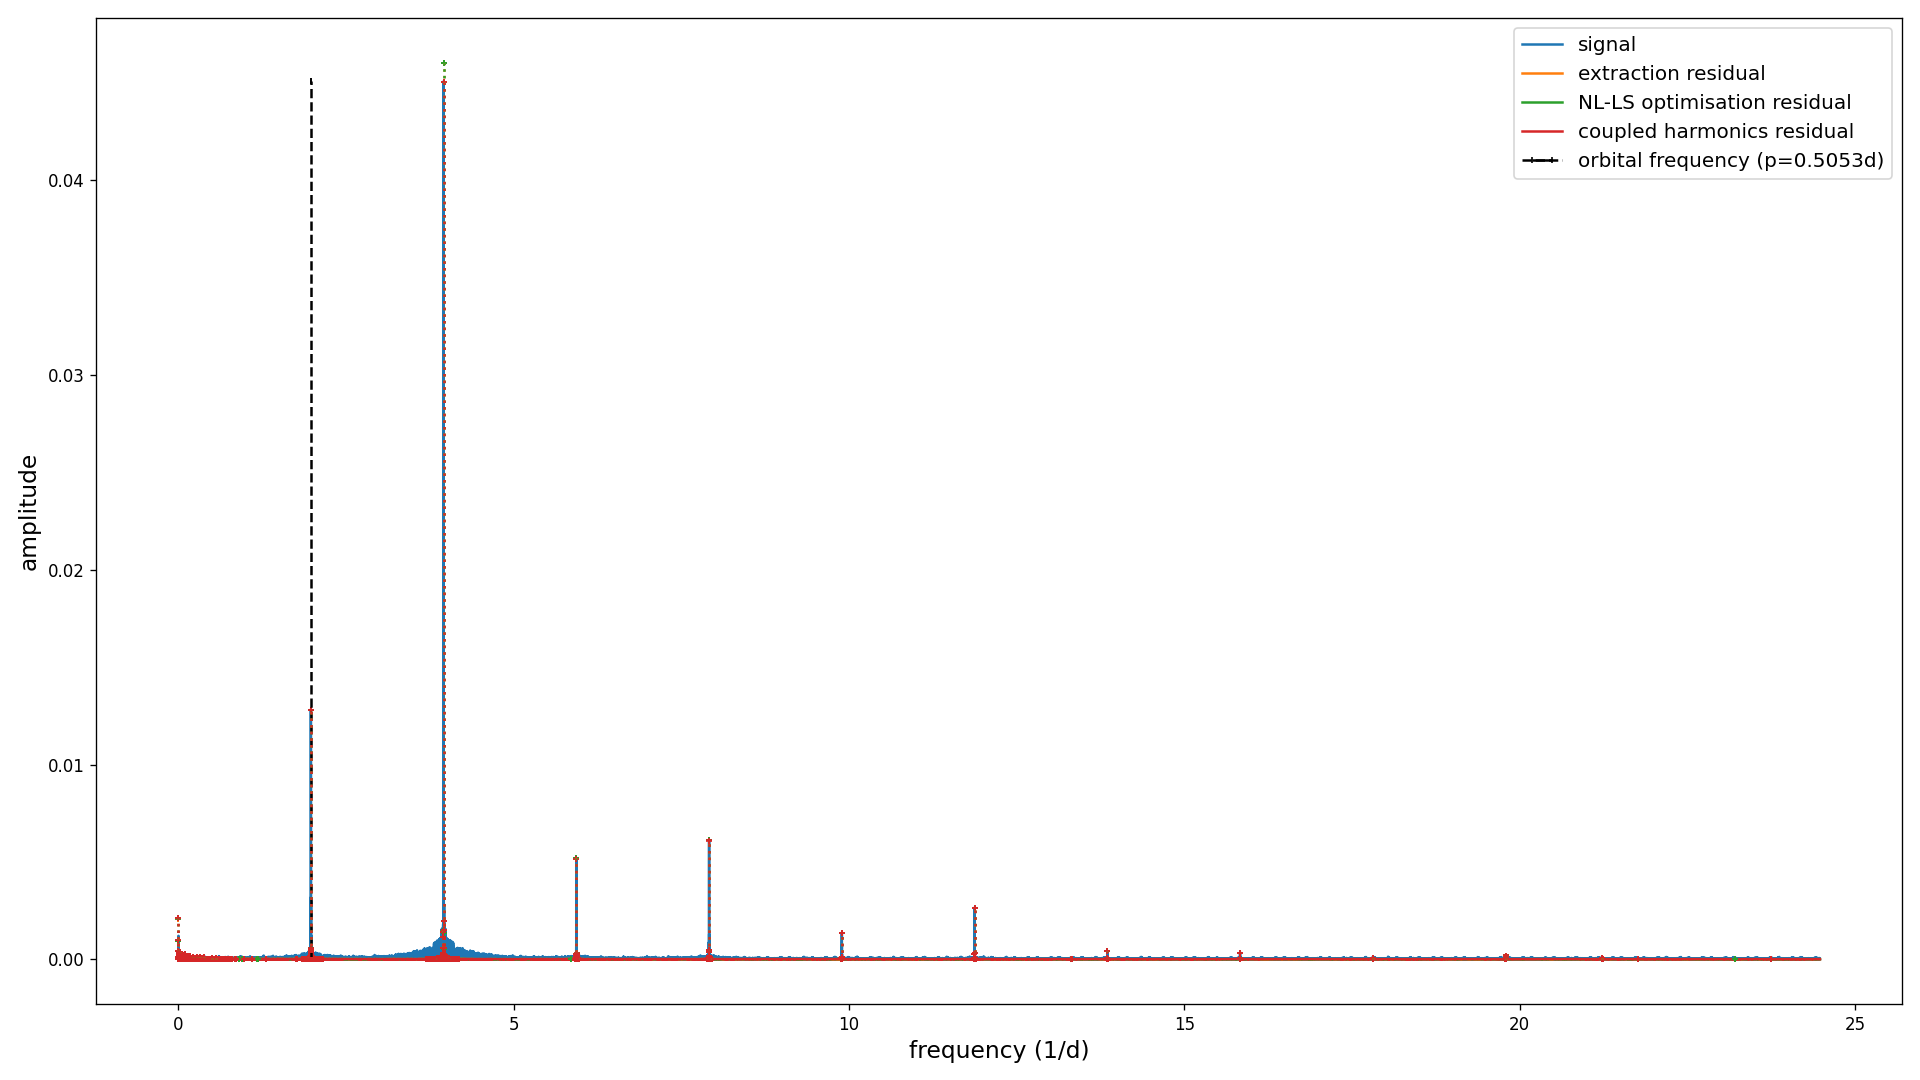 signal
extraction residual
NL-LS optimisation residual
coupled harmonics residual
orbital frequency (p=0.5053d)
amplitude
0.04
0.03
0.02
0.01
0.00
0
5
10
15
20
25
frequency (1/d)